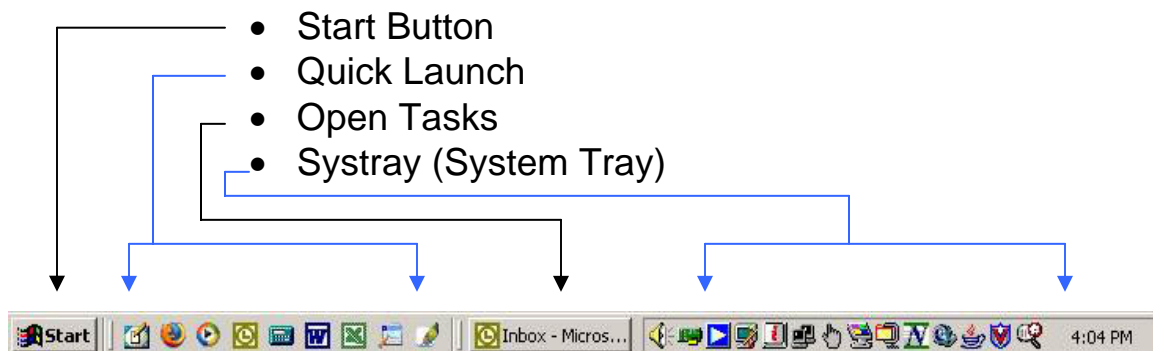 • Start Button
• Quick Launch
• Open Tasks
• Systray (System Tray)
Start Inbox - Micros... 4:04 PM